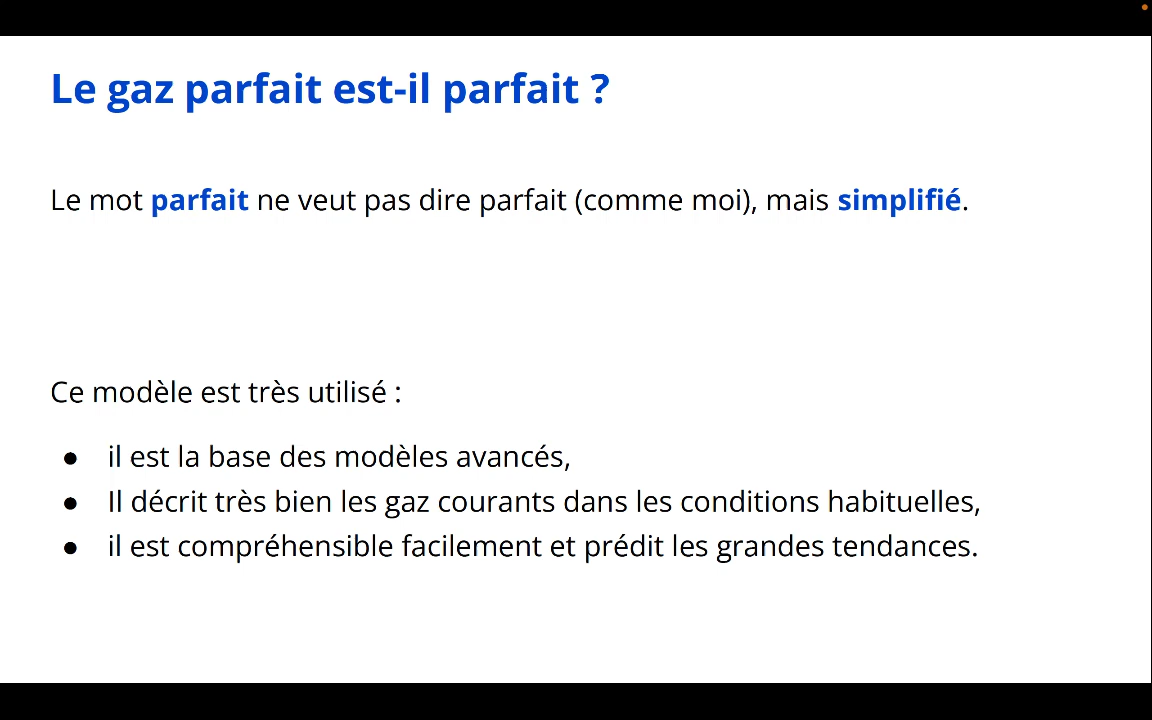 Le gaz parfait est-il parfait ?
Le mot parfait ne veut pas dire parfait (comme moi), mais simplifié.
Ce modèle est très utilisé :
● il est la base des modèles avancés,
● Il décrit très bien les gaz courants dans les conditions habituelles,
● il est compréhensible facilement et prédit les grandes tendances.